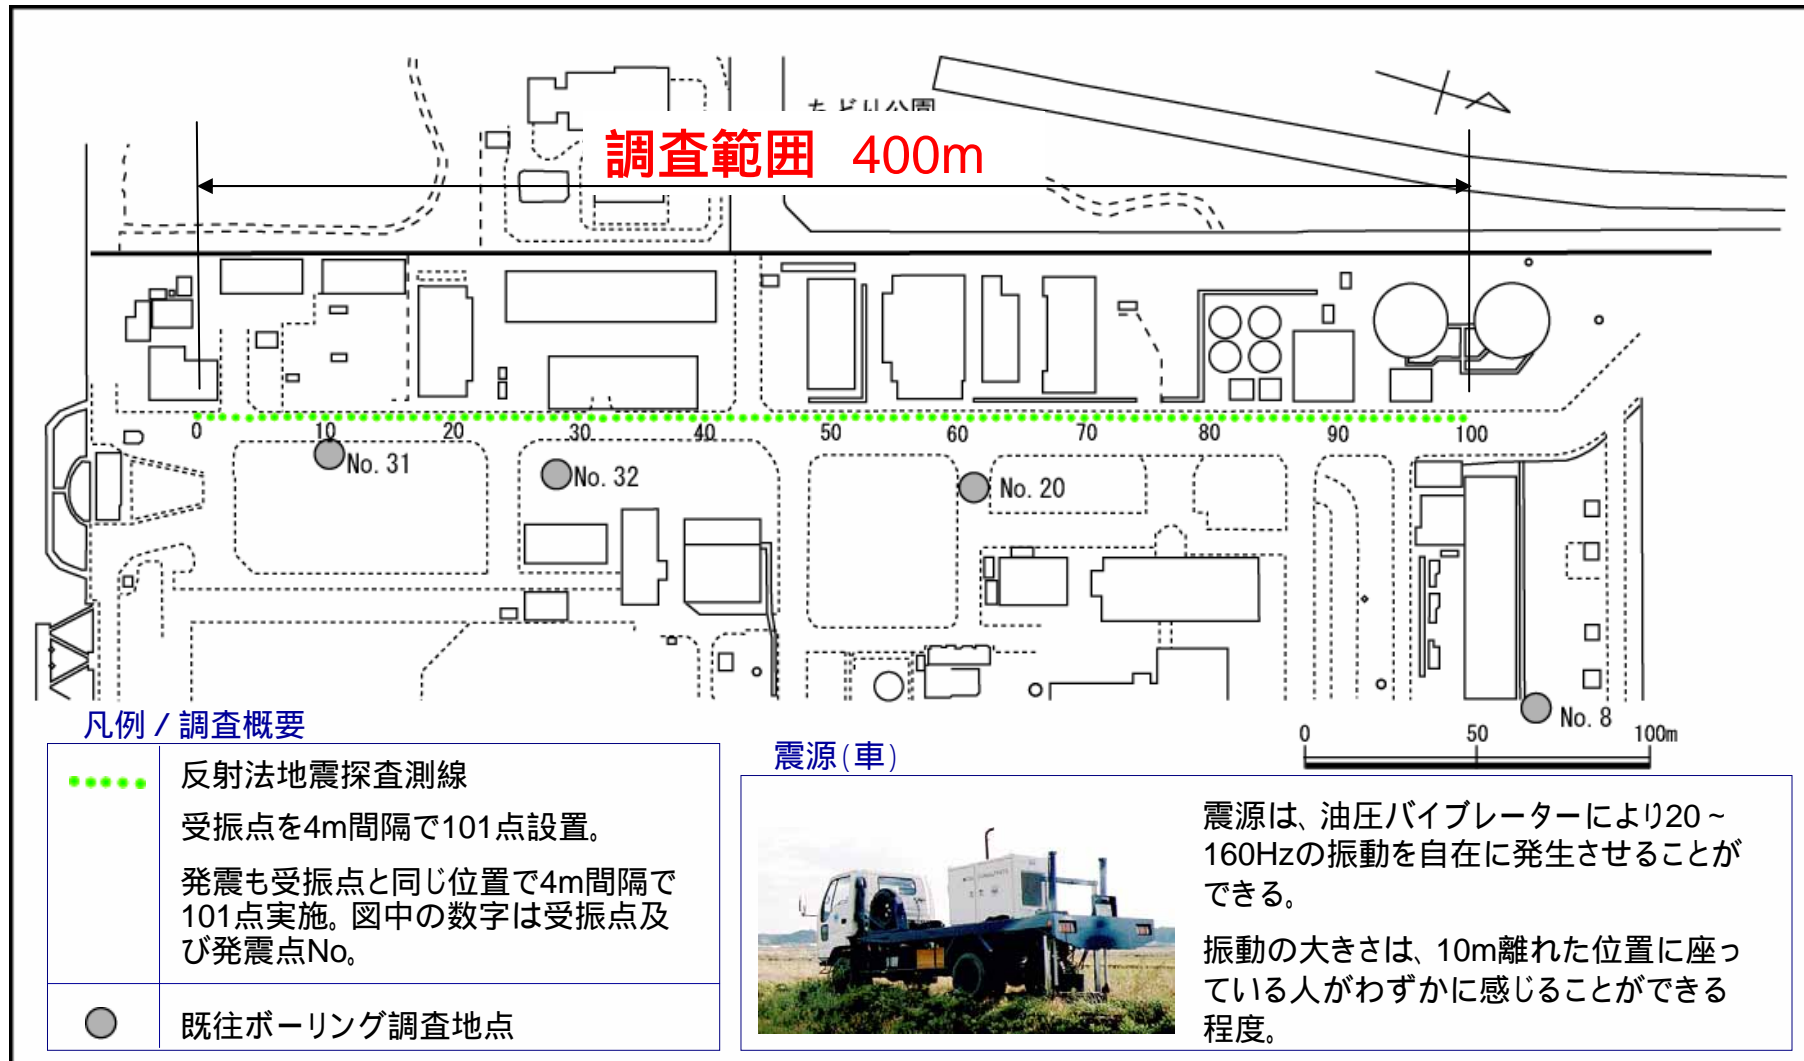 ちどり公園
調査範囲 400m
0 10 20 30 40 50 60 70 80 90 100
No. 31
No. 32
No. 20
No. 8
0 50 100m
凡例 / 調査概要
反射法地震探査測線
受振点を4m間隔で101点設置。
発震も受振点と同じ位置で4m間隔で
101点実施。図中の数字は受振点及
び発震点No。
既往ボーリング調査地点
震源(車)
震源は、油圧バイブレーターにより20~
160Hzの振動を自在に発生させることが
できる。
振動の大きさは、10m離れた位置に座っ
ている人がわずかに感じることができる
程度。